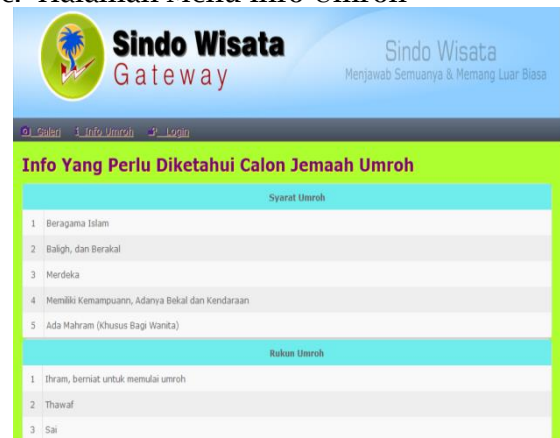 c. Halaman Menu Info Umroh
Sindo Wisata
Gateway
Sindo Wisata
Menjawab Semuanya & Memang Luar Biasa
Galeri Info Umroh Login
Info Yang Perlu Diketahui Calon Jemaah Umroh
Syarat Umroh
1 Beragama Islam
2 Baligh, dan Berakal
3 Merdeka
4 Memiliki Kemampuann, Adanya Bekal dan Kendaraan
5 Ada Mahram (Khusus Bagi Wanita)
Rukun Umroh
1 Ihram, berniat untuk memulai umroh
2 Thawaf
3 Sai